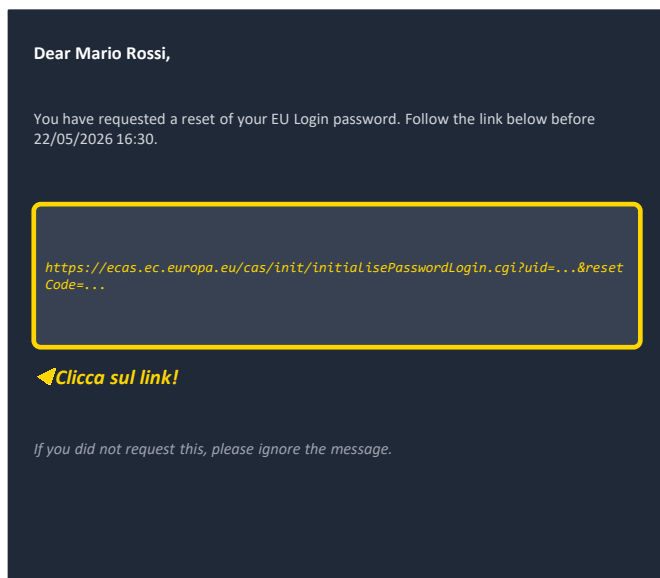 Dear Mario Rossi,
You have requested a reset of your EU Login password. Follow the link below before
22/05/2026 16:30.
https://ecas.ec.europa.eu/cas/init/initialisePasswordLogin.cgi?uid=...&reset
Code=...
Clicca sul link!
If you did not request this, please ignore the message.